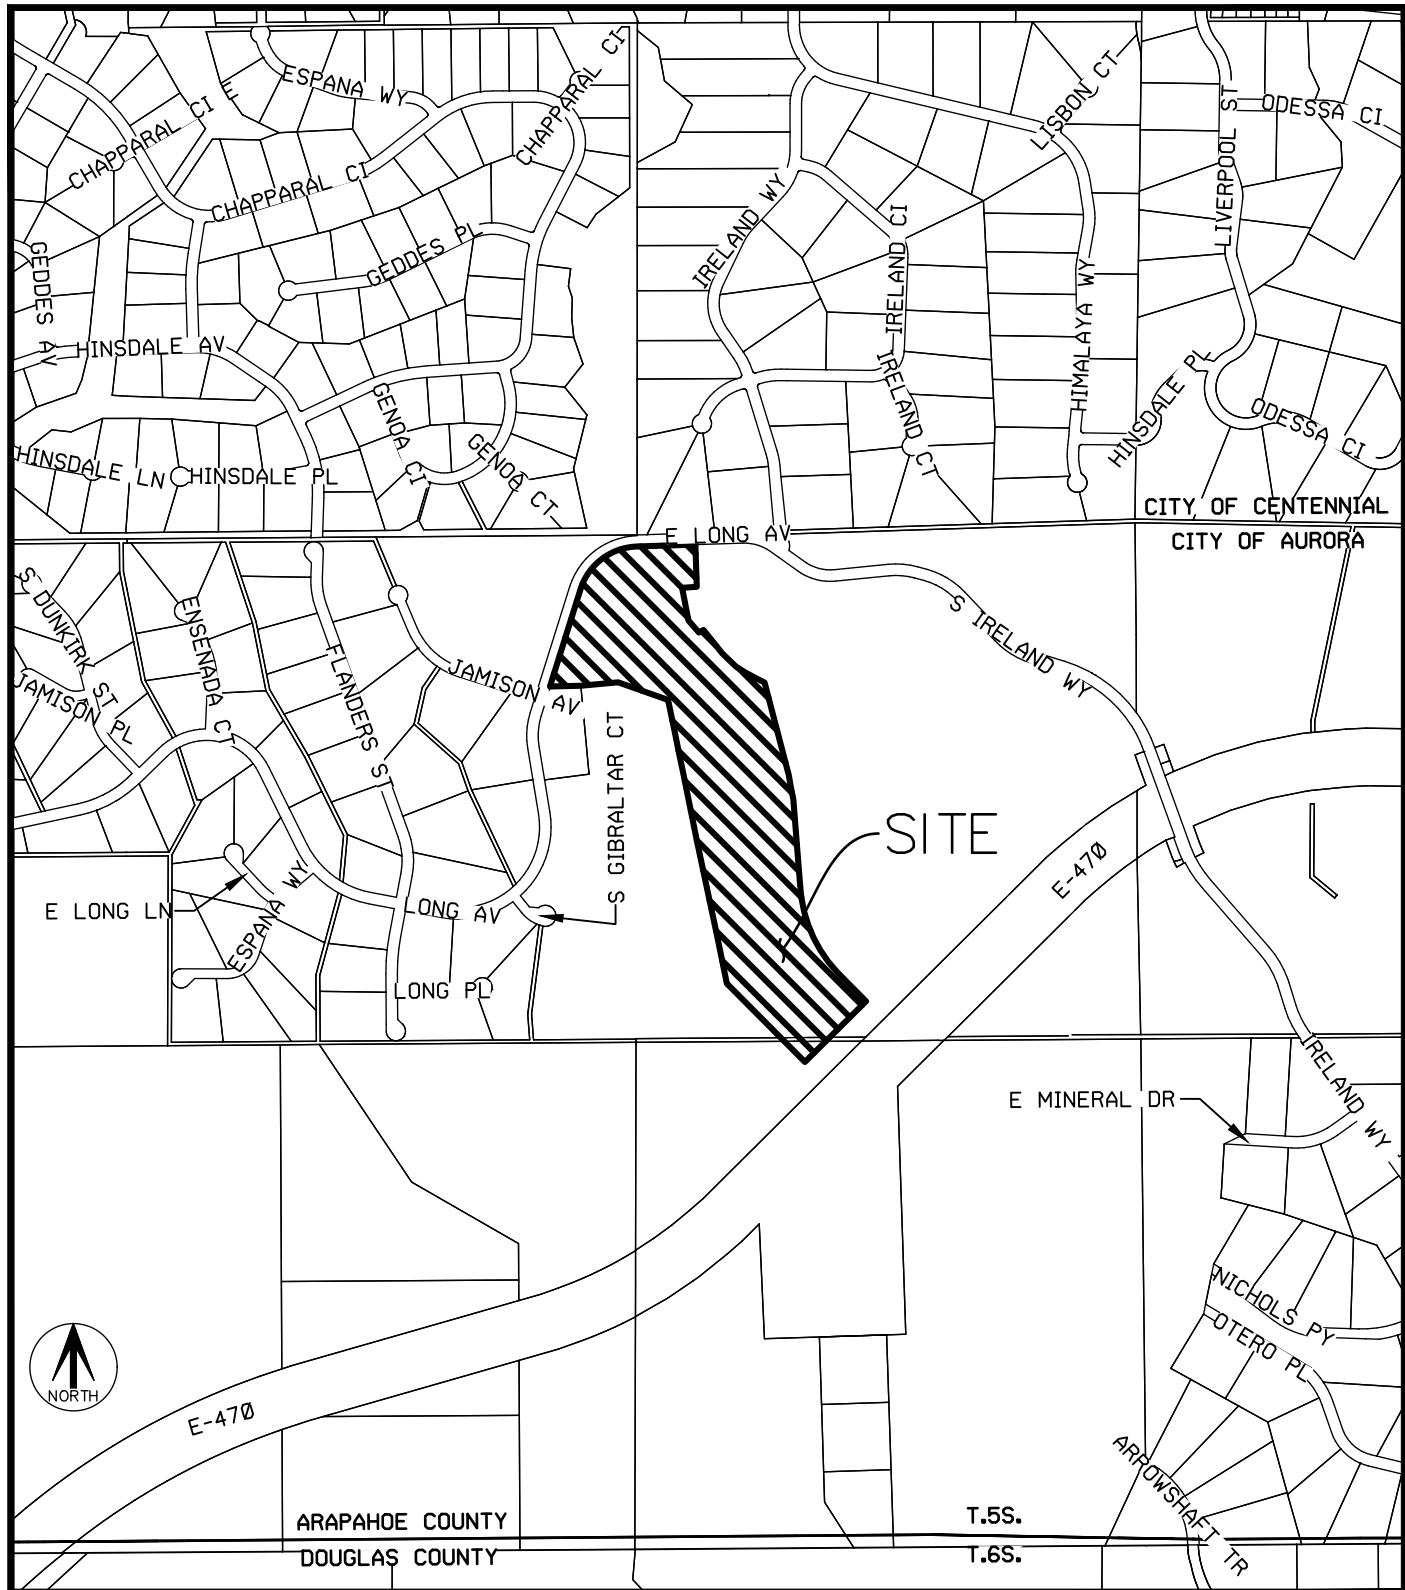 ESPANA WY
CHAPPARAL CI
LISBON CT
ODESSA CI
CHAPPARAL CI E
LIVERPOOL ST
CHAPPARAL CI
IRELAND WY
IRELAND CI
GEDDES PL
GEDDES AV
HIMALAYA WY
HINSDALE AV
HINSDALE PL
IRELAND CT
GENOA CI
GENOA CT
ODESSA CI
HINSDALE LN
HINSDALE PL
CITY OF CENTENNIAL
E LONG AV
CITY OF AURORA
S DUNKIRK ST
ENSENADA CT
S IRELAND WY
FLANDERS ST
JAMISON AV
JAMISON PL
S GIBRALTAR CT
SITE
E-470
E LONG LN
ESPANA WY
LONG AV
LONG PL
IRELAND WY
E MINERAL DR
NICHOLS PY
OTERO PL
NORTH
E-470
ARROWSHAFT TR
ARAPAHOE COUNTY
T.5S.
DOUGLAS COUNTY
T.6S.